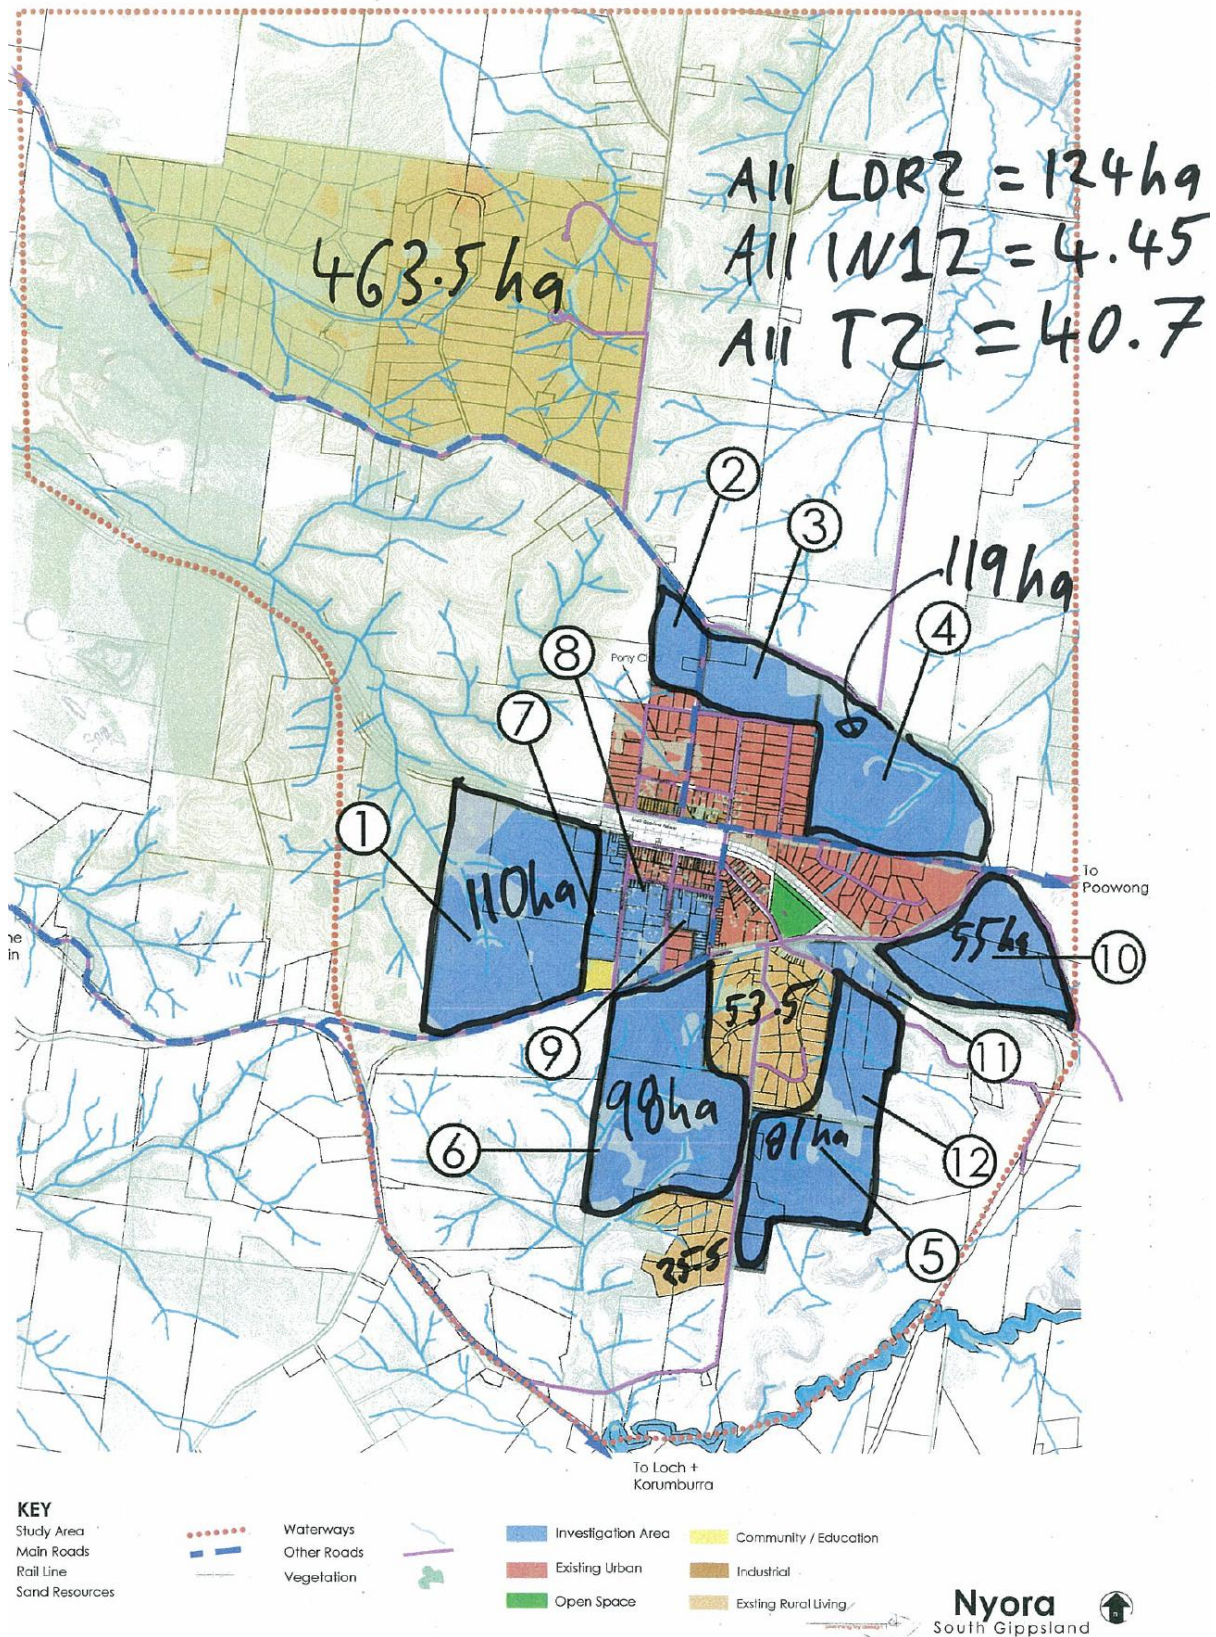 All LDRZ = 124ha
All IN1Z = 4.45
All TZ = 40.7
463.5 ha
2
3
119ha
4
8
Pony Cl
7
1
110ha
To
Poowong
55ha
10
53.5
11
9
98ha
81ha
6
12
5
25.5
To Loch +
Korumburra
KEY
Study Area
Main Roads
Rail Line
Sand Resources
Waterways
Other Roads
Vegetation
Investigation Area
Existing Urban
Open Space
Community / Education
Industrial
Exsting Rural Living
Nyora
South Gippsland